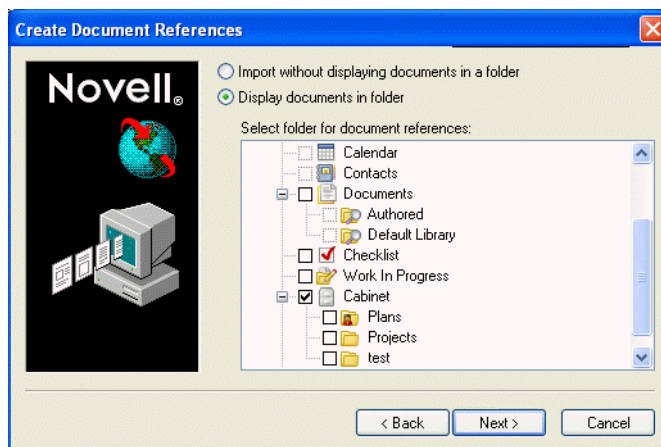 Create Document References
Novell®
Import without displaying documents in a folder
Display documents in folder
Select folder for document references:
Calendar
Contacts
Documents
Authored
Default Library
Checklist
Work In Progress
Cabinet
Plans
Projects
test
< Back
Next >
Cancel